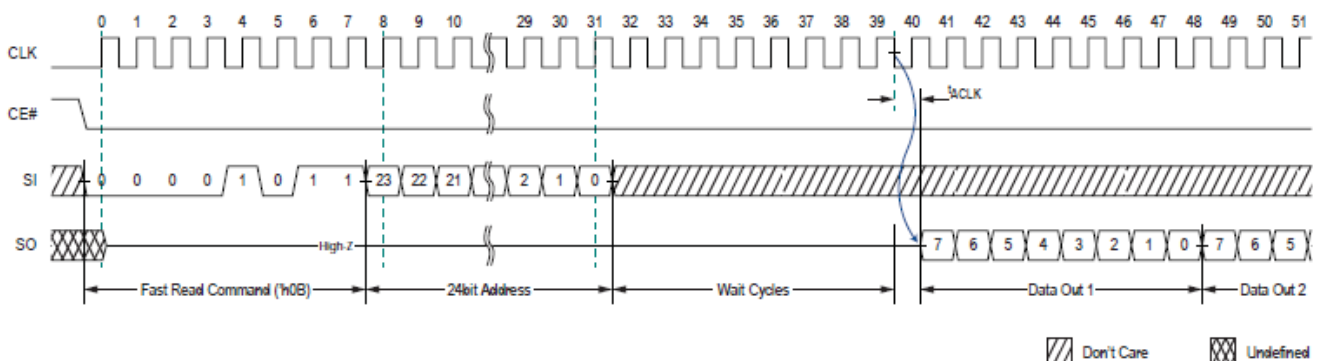 0 1 2 3 4 5 6 7 8 9 10 29 30 31 32 33 34 35 36 37 38 39 40 41 42 43 44 45 46 47 48 49 50 51
CLK
CE# tACLK
SI 0 0 0 0 1 0 1 1 23 22 21 2 1 0
SO High-Z 7 6 5 4 3 2 1 0 7 6 5
Fast Read Command ('h0B) 24bit Address Wait Cycles Data Out 1 Data Out 2
Don't Care Undefined